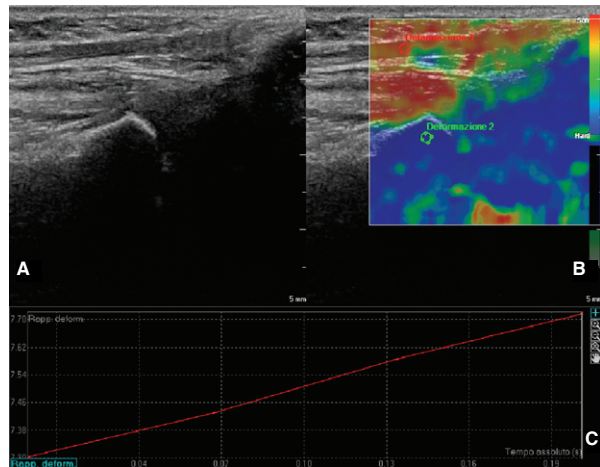 Soft
Deformazione 1
Deformazione 2
Hard
A
B
5 mm
5 mm
7.70
Rapp. deform
7.62
7.54
7.46
7.38
7.30
C
Tempo assoluto (s)
Rapp. deform.
0.04
0.07
0.10
0.12
0.16
0.19